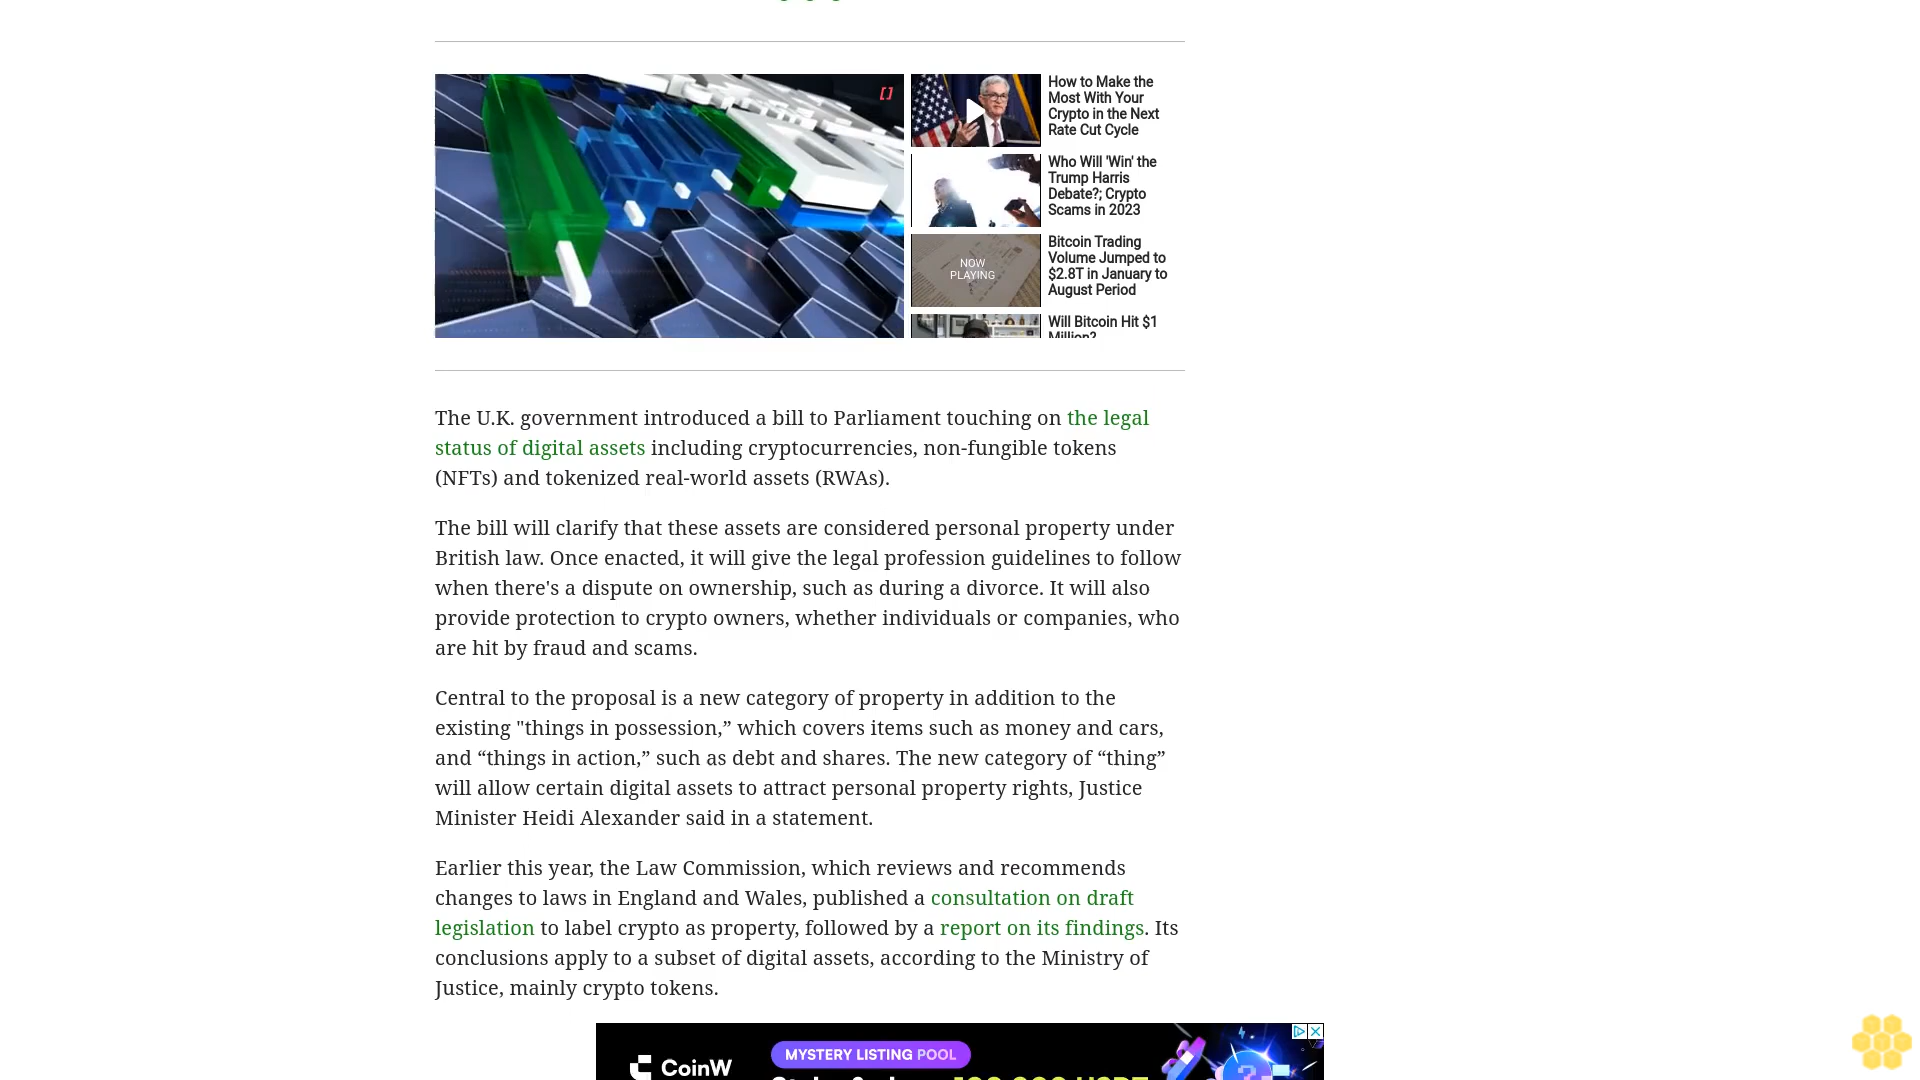 []
How to Make the
Most With Your
Crypto in the Next
Rate Cut Cycle
Who Will 'Win' the
Trump Harris
Debate?; Crypto
Scams in 2023
NOW
PLAYING
Bitcoin Trading
Volume Jumped to
$2.8T in January to
August Period
Will Bitcoin Hit $1
Million?
The U.K. government introduced a bill to Parliament touching on the legal
status of digital assets including cryptocurrencies, non-fungible tokens
(NFTs) and tokenized real-world assets (RWAs).
The bill will clarify that these assets are considered personal property under
British law. Once enacted, it will give the legal profession guidelines to follow
when there's a dispute on ownership, such as during a divorce. It will also
provide protection to crypto owners, whether individuals or companies, who
are hit by fraud and scams.
Central to the proposal is a new category of property in addition to the
existing "things in possession,” which covers items such as money and cars,
and “things in action,” such as debt and shares. The new category of “thing”
will allow certain digital assets to attract personal property rights, Justice
Minister Heidi Alexander said in a statement.
Earlier this year, the Law Commission, which reviews and recommends
changes to laws in England and Wales, published a consultation on draft
legislation to label crypto as property, followed by a report on its findings. Its
conclusions apply to a subset of digital assets, according to the Ministry of
Justice, mainly crypto tokens.
CoinW
MYSTERY LISTING POOL